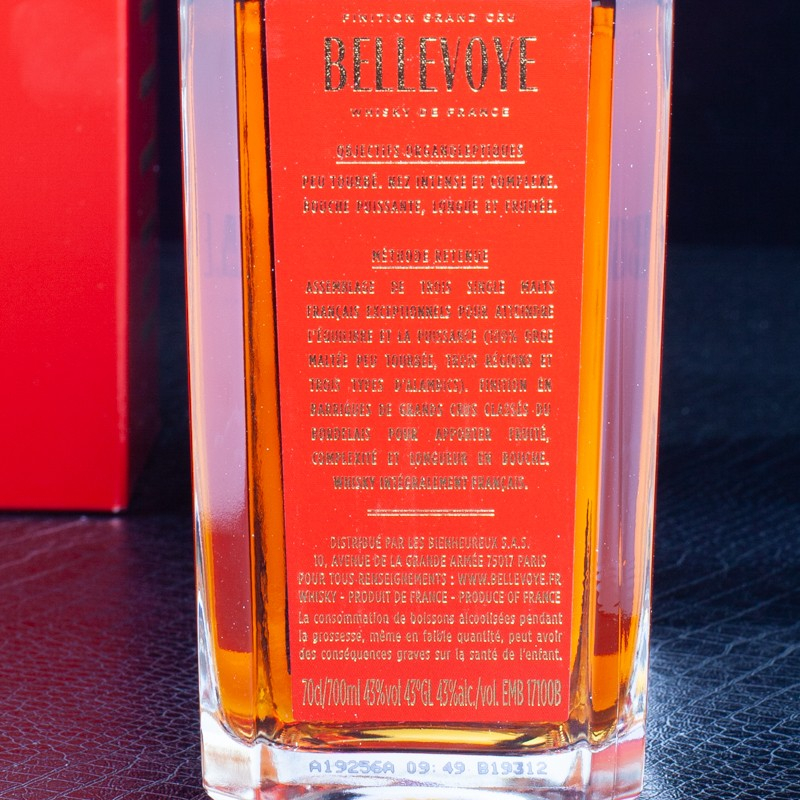 FINITION GRAND CRU
BELLEVOYE
WHISKY DE FRANCE
OBJECTIFS ORGANOLEPTIQUES
PEU TOURBÉ. NEZ INTENSE ET COMPLEXE.
BOUCHE PUISSANTE, LONGUE ET FRUITÉE.
MÉTHODE RETENUE
ASSEMBLAGE DE TROIS SINGLE MALTS
FRANÇAIS EXCEPTIONNELS POUR ATTEINDRE
L'ÉQUILIBRE ET LA PUISSANCE (100% ORGE
MALTÉE PEU TOURBÉE, TROIS RÉGIONS ET
TROIS TYPES D'ALAMBICS). FINITION EN
BARRIQUES DE GRANDS CRUS CLASSÉS DU
BORDELAIS POUR APPORTER FRUITÉ,
COMPLEXITÉ ET LONGUEUR EN BOUCHE.
WHISKY INTÉGRALEMENT FRANÇAIS.
DISTRIBUÉ PAR LES BIENHEUREUX S.A.S.
10, AVENUE DE LA GRANDE ARMÉE 75017 PARIS
POUR TOUS RENSEIGNEMENTS : WWW.BELLEVOYE.FR
WHISKY - PRODUIT DE FRANCE - PRODUCE OF FRANCE
La consommation de boissons alcoolisées pendant
la grossesse, même en faible quantité, peut avoir
des conséquences graves sur la santé de l'enfant.
70cl/700ml 43%vol 43°GL 43%alc./vol. EMB 17100B
A19256A 09:49 B19312